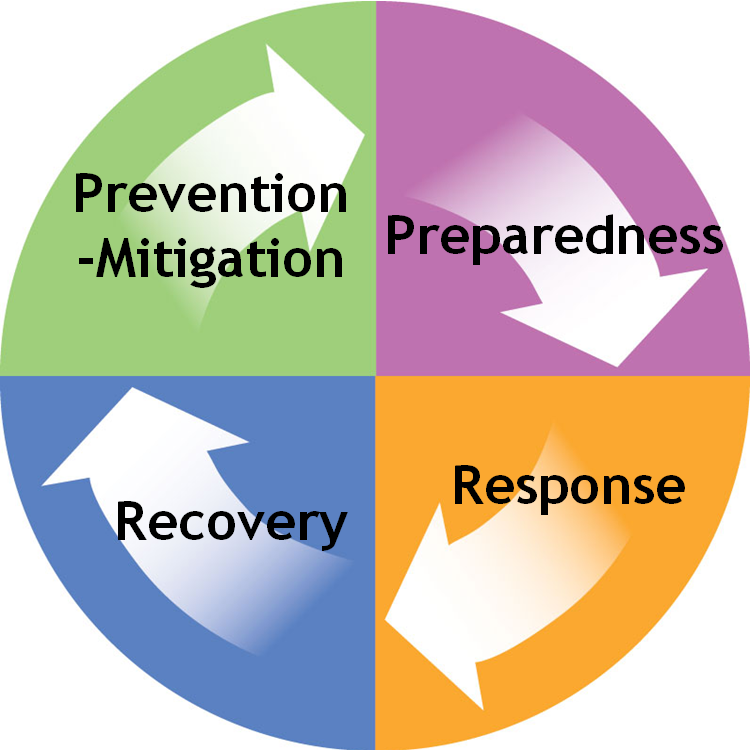 Prevention
-Mitigation
Preparedness
Response
Recovery